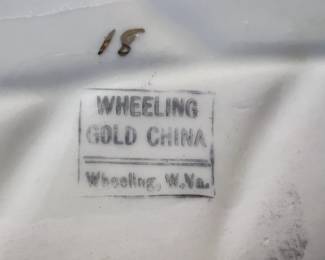 18
WHEELING
GOLD CHINA
Wheeling, W.Va.